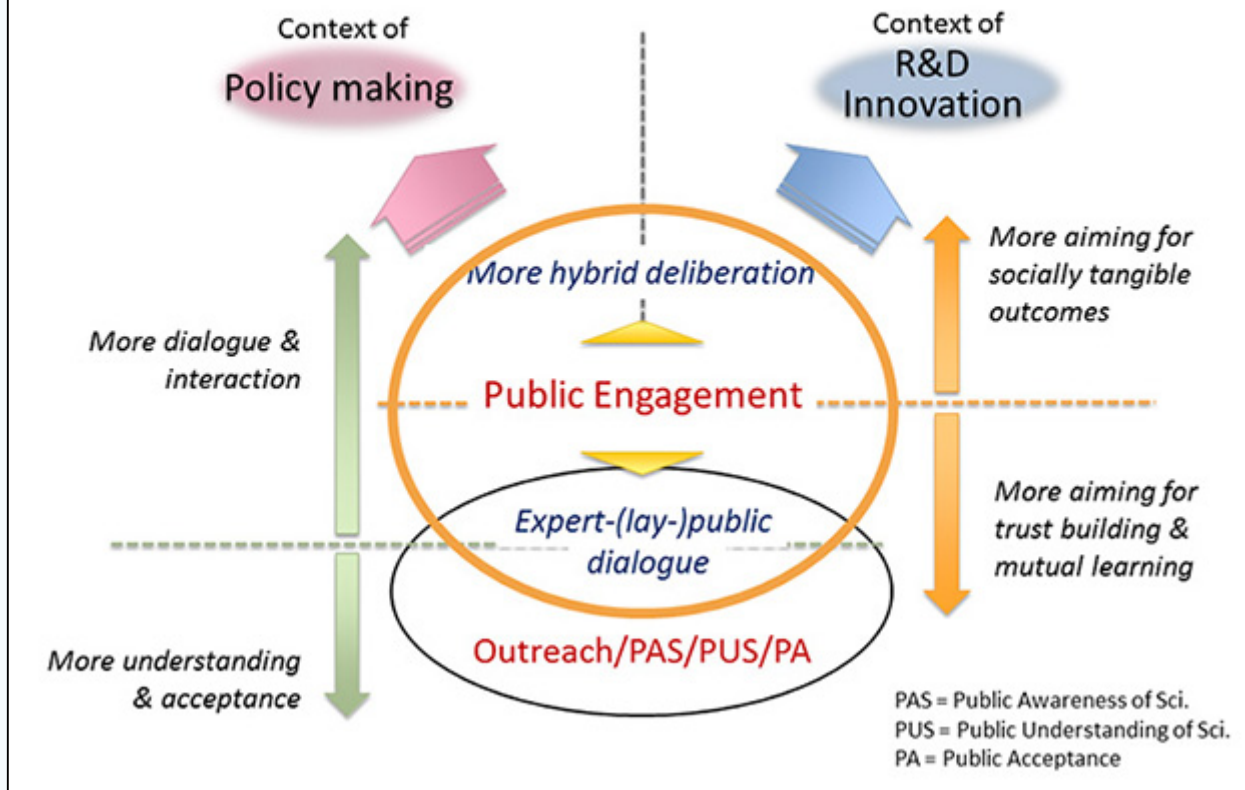 Context of
Policy making
Context of
R&D
Innovation
More hybrid deliberation
More aiming for
socially tangible
outcomes
More dialogue &
interaction
Public Engagement
Expert-(lay-)public
dialogue
More aiming for
trust building &
mutual learning
More understanding
& acceptance
Outreach/PAS/PUS/PA
PAS = Public Awareness of Sci.
PUS = Public Understanding of Sci.
PA = Public Acceptance